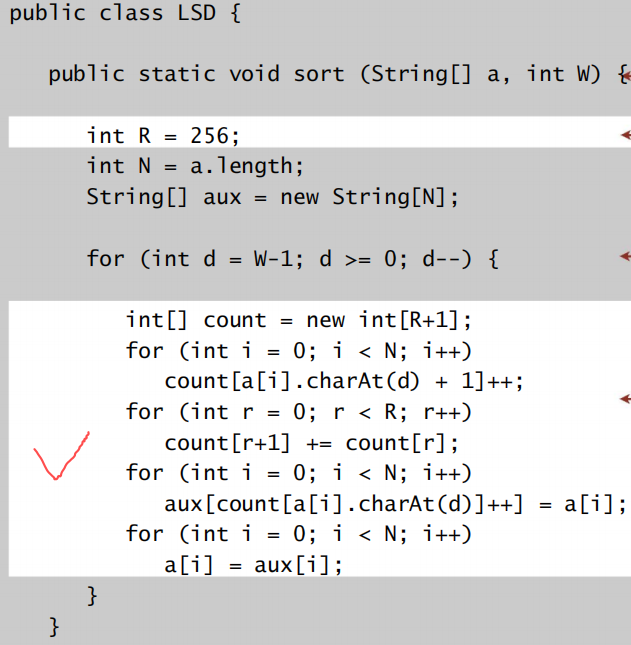 public class LSD {
public static void sort (String[] a, int W) {
int R = 256;
int N = a.length;
String[] aux = new String[N];
for (int d = W-1; d >= 0; d--) {
int[] count = new int[R+1];
for (int i = 0; i < N; i++)
count[a[i].charAt(d) + 1]++;
for (int r = 0; r < R; r++)
count[r+1] += count[r];
for (int i = 0; i < N; i++)
aux[count[a[i].charAt(d)]++] = a[i];
for (int i = 0; i < N; i++)
a[i] = aux[i];
}
}